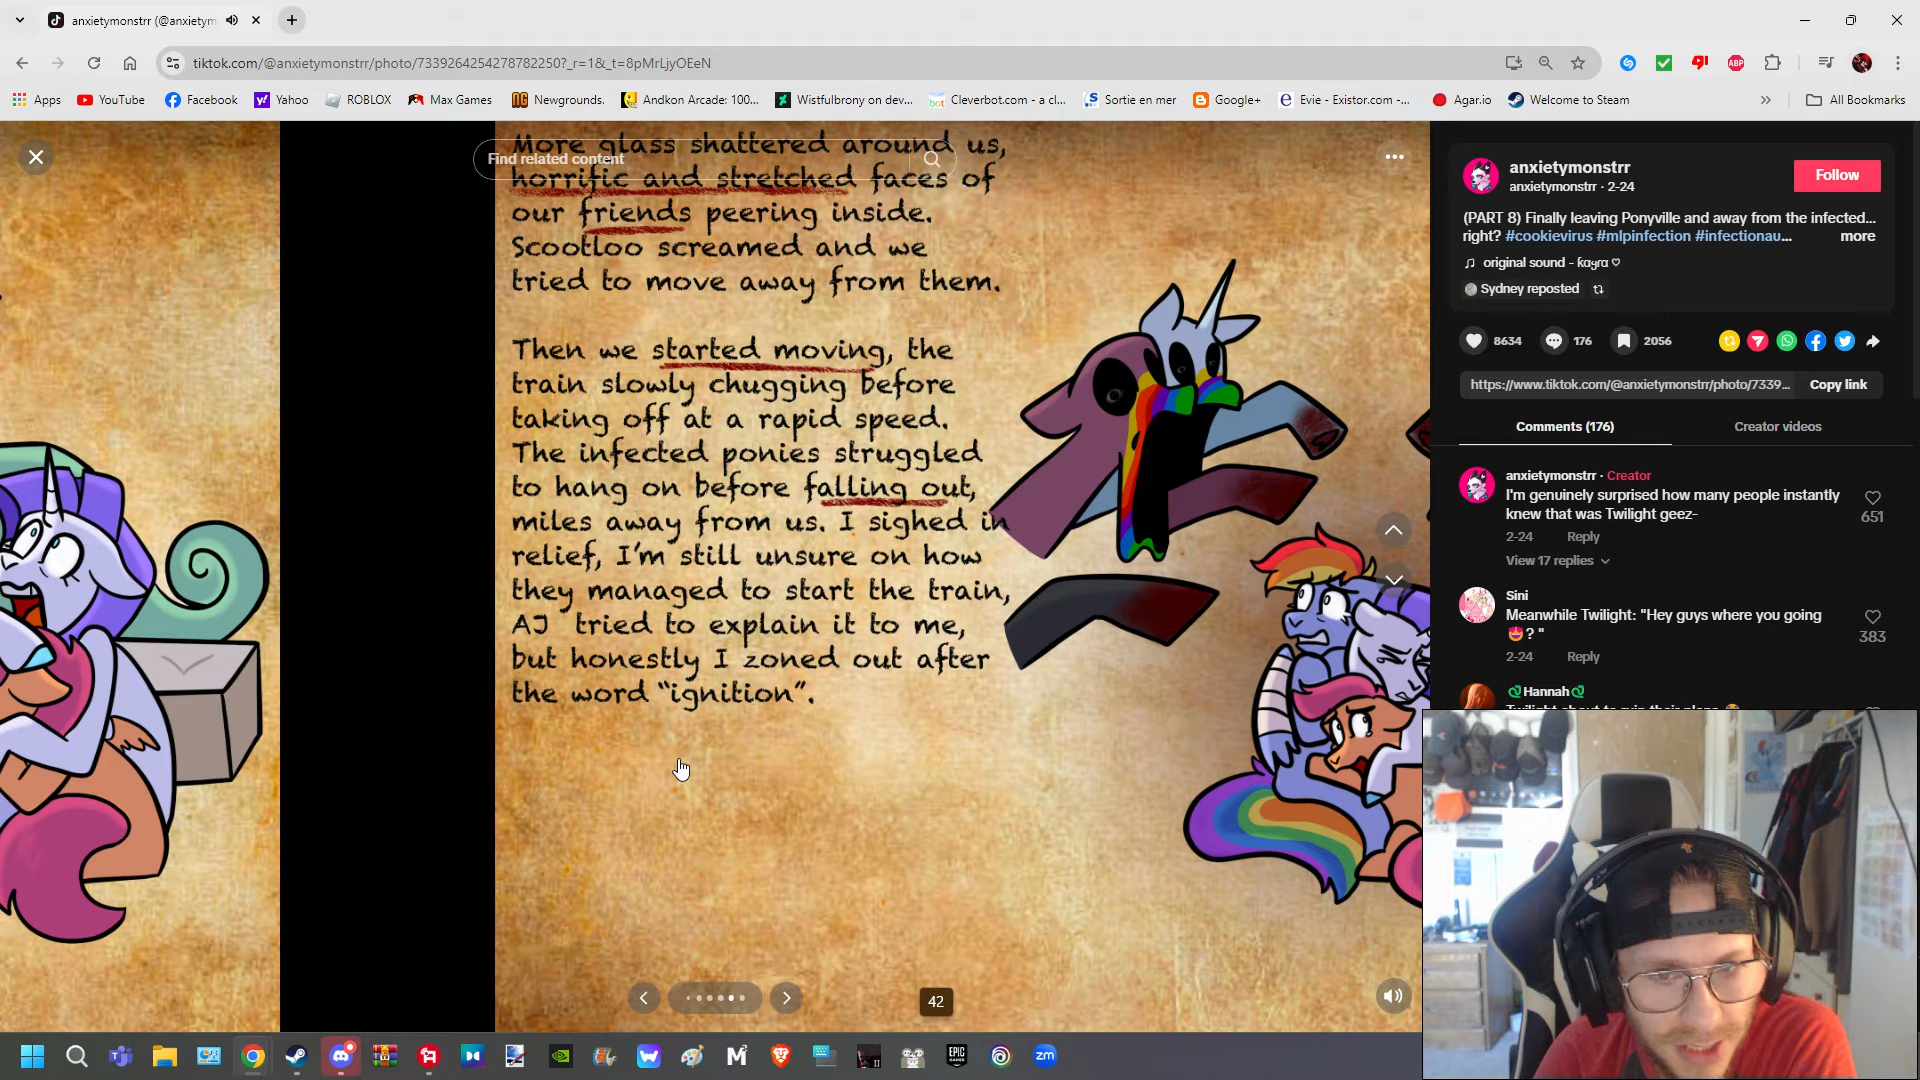 anxietymonstrr (@anxietym
tiktok.com/@anxietymonstrr/photo/7339264254278782250?_r=1&_t=8pMrLjyOEeN
ABP
Apps
YouTube
Facebook
Yahoo
ROBLOX
Max Games
Newgrounds.
Andkon Arcade: 100...
Wistfulbrony on dev...
Cleverbot.com - a cl...
Sortie en mer
Google+
Evie - Existor.com -...
Agar.io
Welcome to Steam
All Bookmarks
Find related content
More glass shattered around us,
horrific and stretched faces of
our friends peering inside.
Scootloo screamed and we
tried to move away from them.
Then we started moving, the
train slowly chugging before
taking off at a rapid speed.
The infected ponies struggled
to hang on before falling out,
miles away from us. I sighed in
relief, I'm still unsure on how
they managed to start the train,
AJ tried to explain it to me,
but honestly I zoned out after
the word "ignition".
42
anxietymonstrr
anxietymonstrr · 2-24
Follow
(PART 8) Finally leaving Ponyville and away from the infected...
right? #cookievirus #mlpinfection #infectionau...
more
original sound - kayra ♡
Sydney reposted
8634
176
2056
https://www.tiktok.com/@anxietymonstrr/photo/7339...
Copy link
Comments (176)
Creator videos
anxietymonstrr · Creator
I'm genuinely surprised how many people instantly
knew that was Twilight geez-
651
2-24
Reply
View 17 replies
Sini
Meanwhile Twilight: "Hey guys where you going
😍? "
383
2-24
Reply
Hannah
EPIC
zm